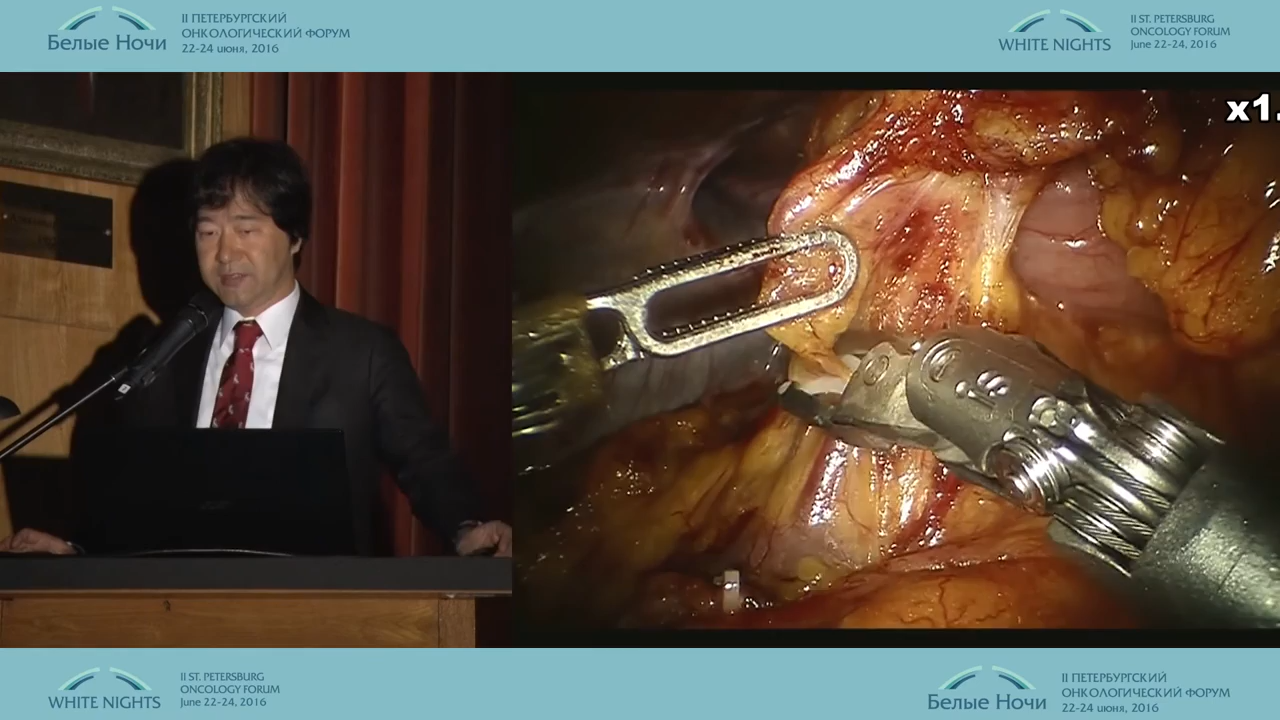 Белые Ночи
II ПЕТЕРБУРГСКИЙ
ОНКОЛОГИЧЕСКИЙ ФОРУМ
22-24 июня, 2016
WHITE NIGHTS
II ST. PETERSBURG
ONCOLOGY FORUM
June 22-24, 2016
x1.
WHITE NIGHTS
II ST. PETERSBURG
ONCOLOGY FORUM
June 22-24, 2016
Белые Ночи
II ПЕТЕРБУРГСКИЙ
ОНКОЛОГИЧЕСКИЙ ФОРУМ
22-24 июня, 2016